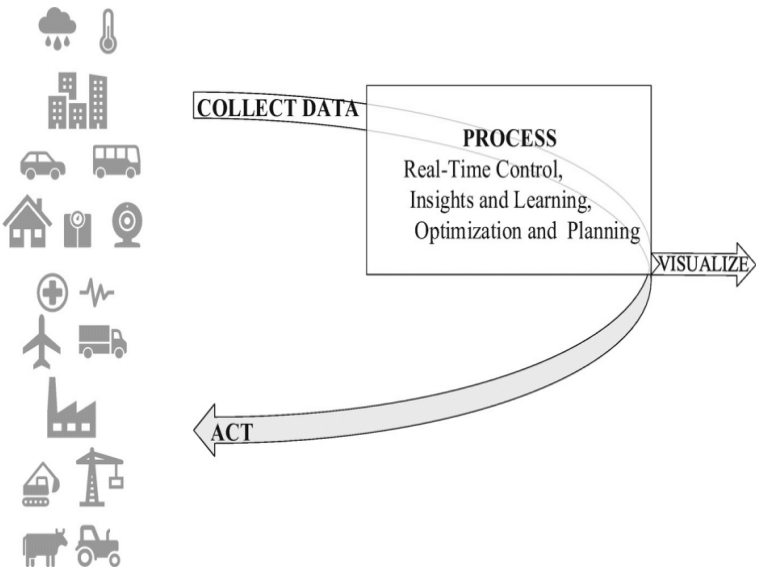 COLLECT DATA
PROCESS
Real-Time Control,
Insights and Learning,
Optimization and Planning
VISUALIZE
ACT